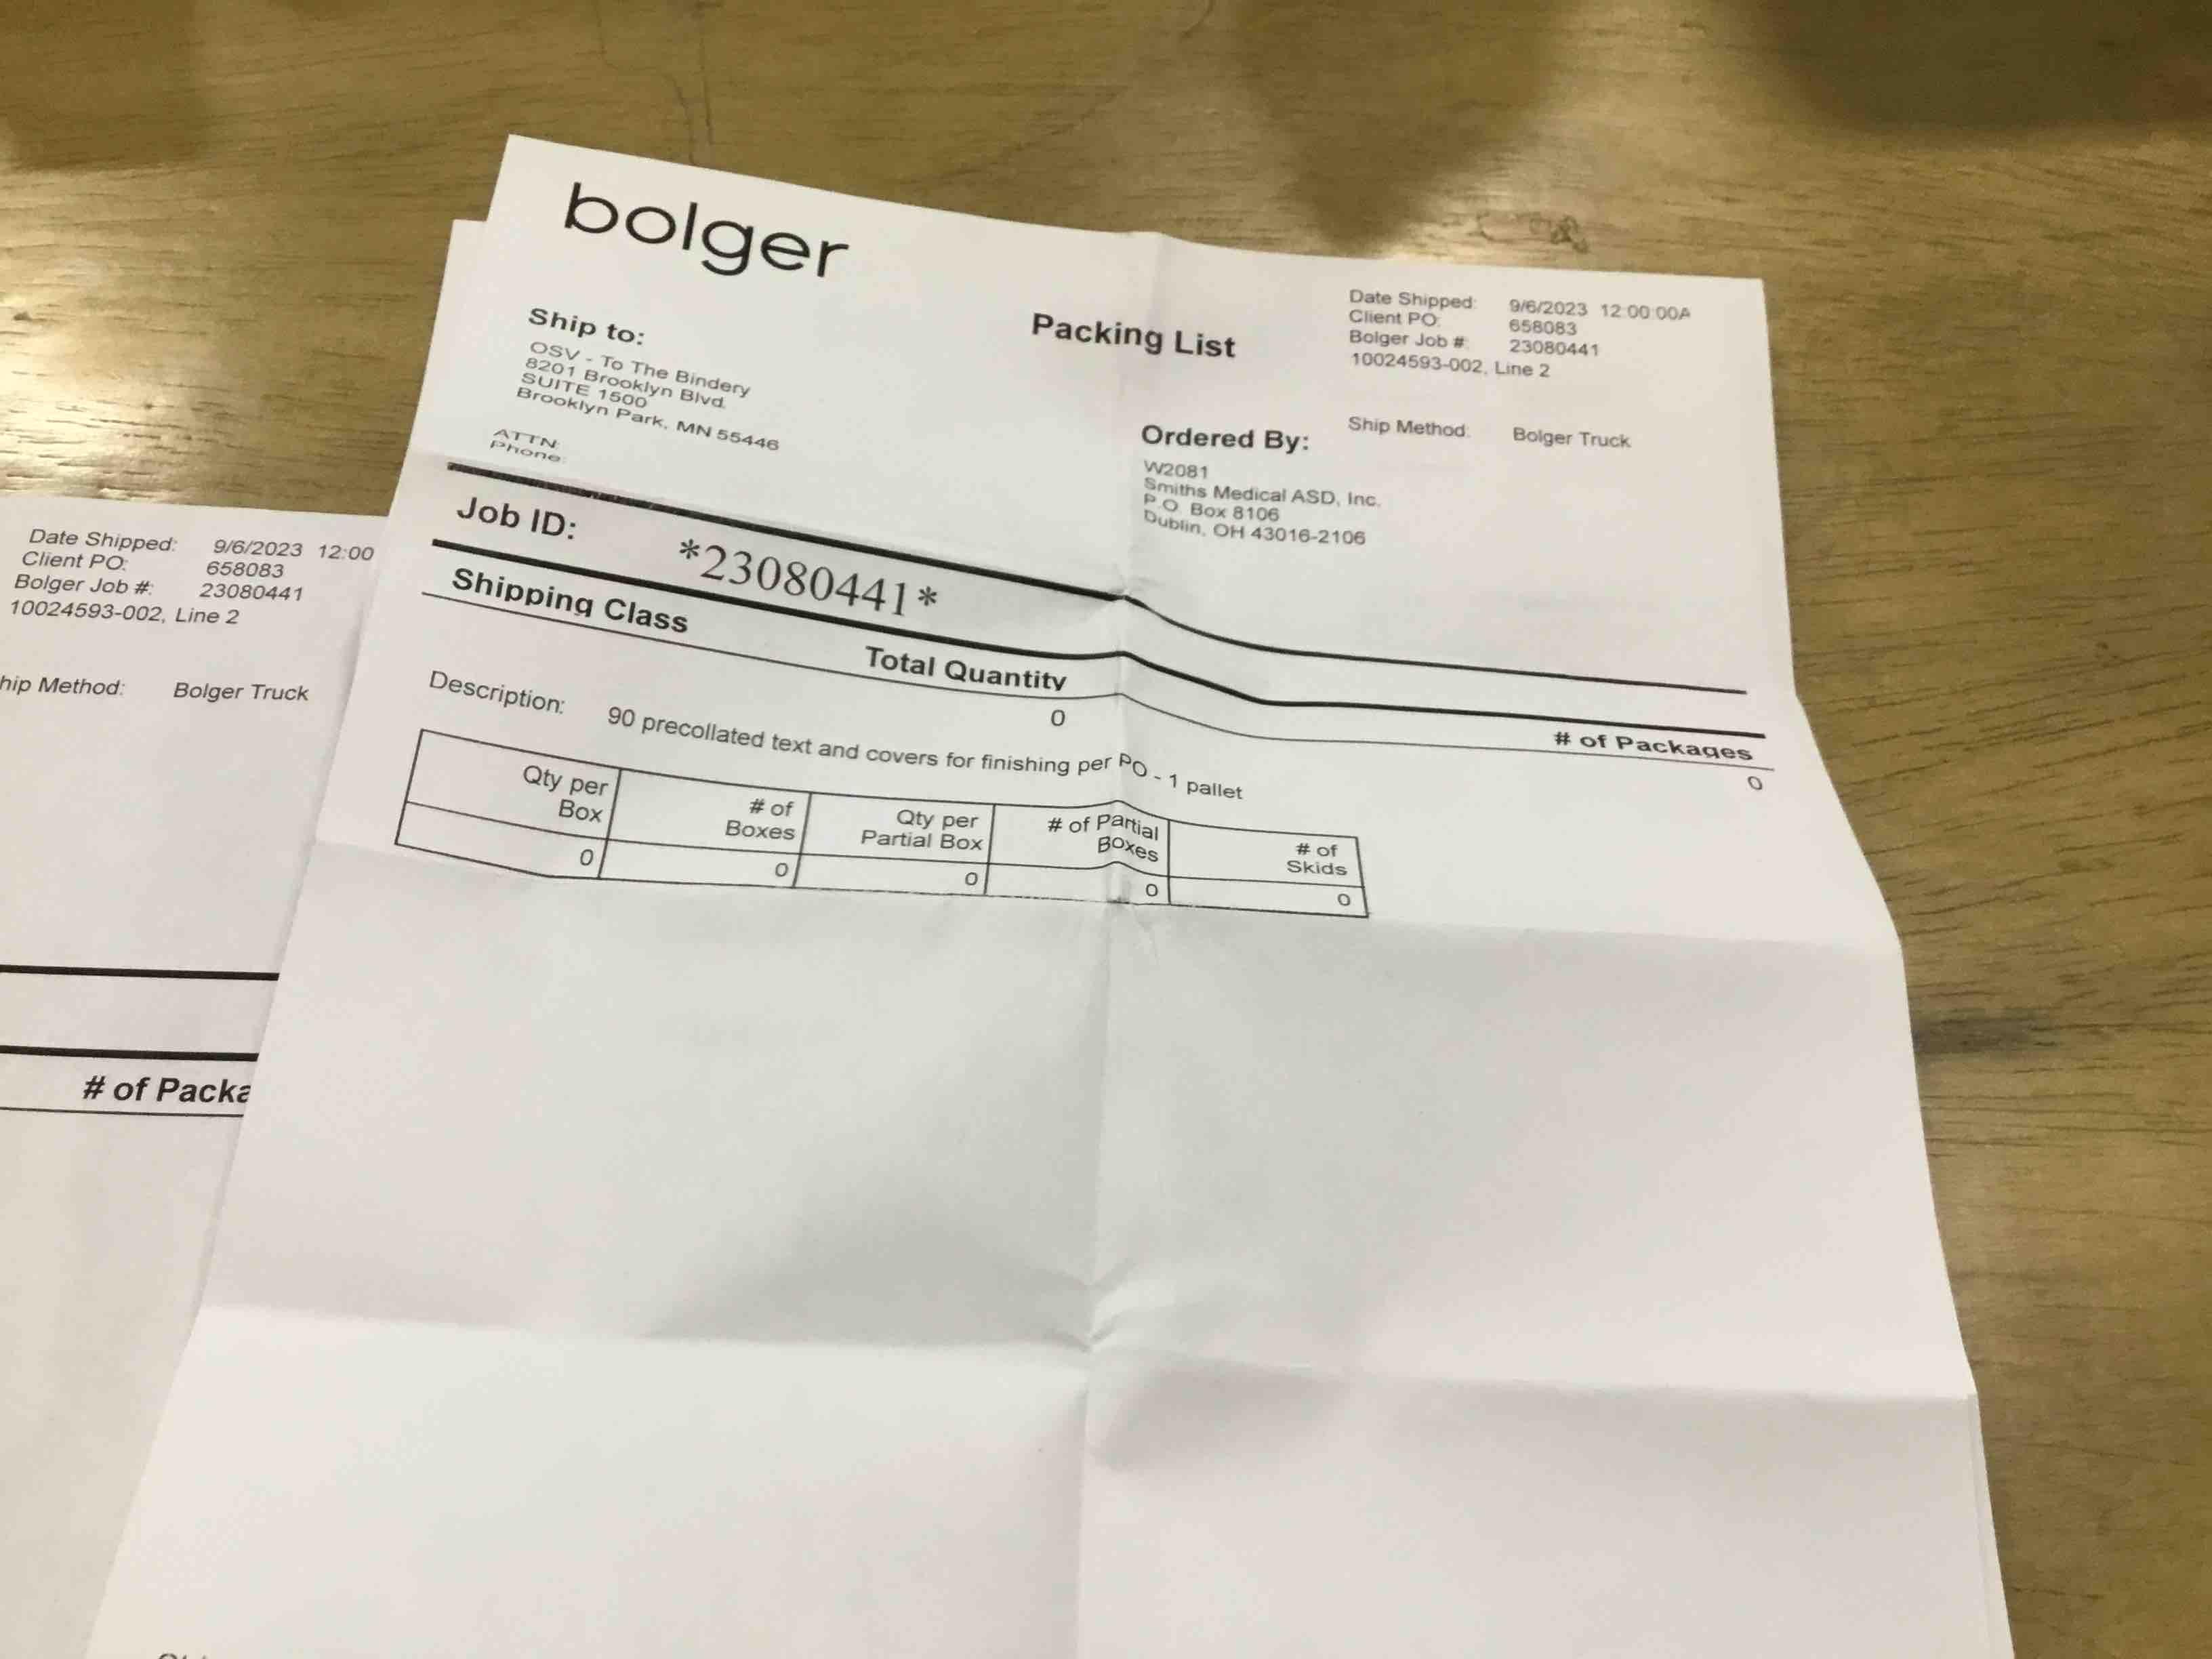 bolger
Packing List
Date Shipped: 9/6/2023 12:00:00A
Client PO: 658083
Bolger Job #: 23080441
10024593-002, Line 2
Ship to:
OSV - To The Bindery
8201 Brooklyn Blvd.
SUITE 1500
Brooklyn Park, MN 55446
ATTN:
Phone:
Ship Method: Bolger Truck
Ordered By:
W2081
Smiths Medical ASD, Inc.
P.O. Box 8106
Dublin, OH 43016-2106
Job ID: *23080441*
Shipping Class Total Quantity # of Packages
0 0
Description: 90 precollated text and covers for finishing per PO - 1 pallet
Qty per Box # of Boxes Qty per Partial Box # of Partial Boxes # of Skids
0 0 0 0 0
Date Shipped: 9/6/2023 12:00
Client PO: 658083
Bolger Job #: 23080441
10024593-002, Line 2
hip Method: Bolger Truck
# of Packa